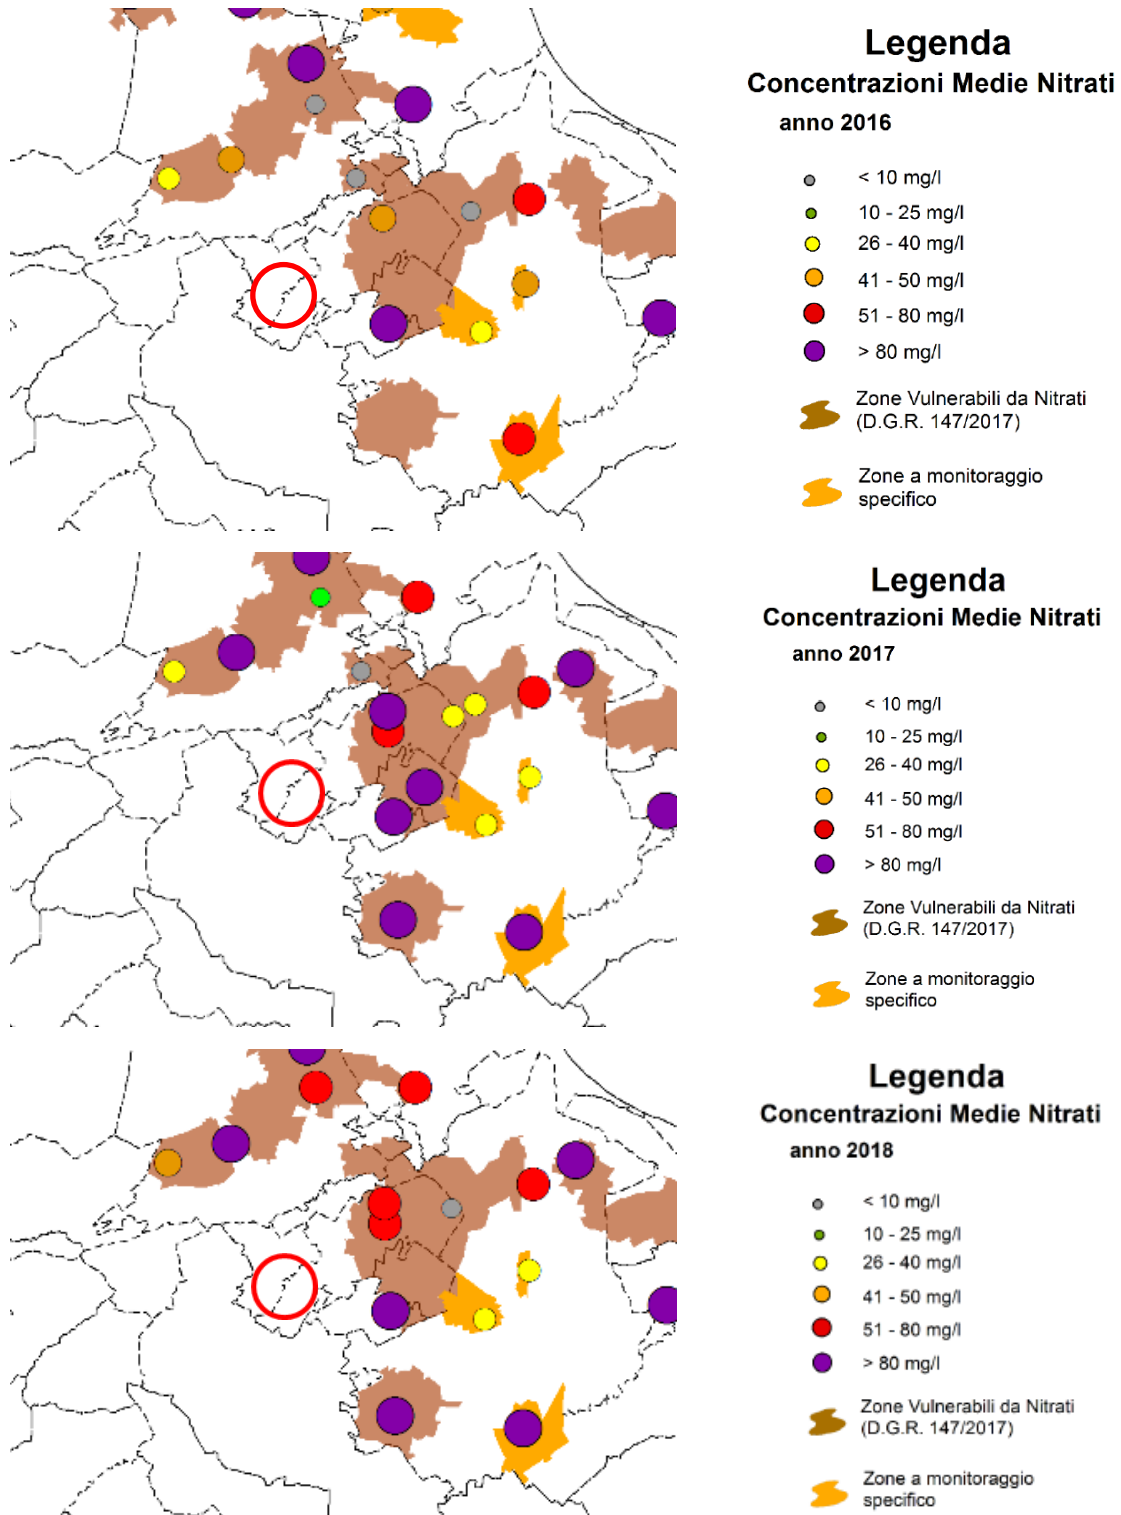 Legenda
Concentrazioni Medie Nitrati
anno 2016
< 10 mg/l
10 - 25 mg/l
26 - 40 mg/l
41 - 50 mg/l
51 - 80 mg/l
> 80 mg/l
Zone Vulnerabili da Nitrati
(D.G.R. 147/2017)
Zone a monitoraggio
specifico
Legenda
Concentrazioni Medie Nitrati
anno 2017
< 10 mg/l
10 - 25 mg/l
26 - 40 mg/l
41 - 50 mg/l
51 - 80 mg/l
> 80 mg/l
Zone Vulnerabili da Nitrati
(D.G.R. 147/2017)
Zone a monitoraggio
specifico
Legenda
Concentrazioni Medie Nitrati
anno 2018
< 10 mg/l
10 - 25 mg/l
26 - 40 mg/l
41 - 50 mg/l
51 - 80 mg/l
> 80 mg/l
Zone Vulnerabili da Nitrati
(D.G.R. 147/2017)
Zone a monitoraggio
specifico